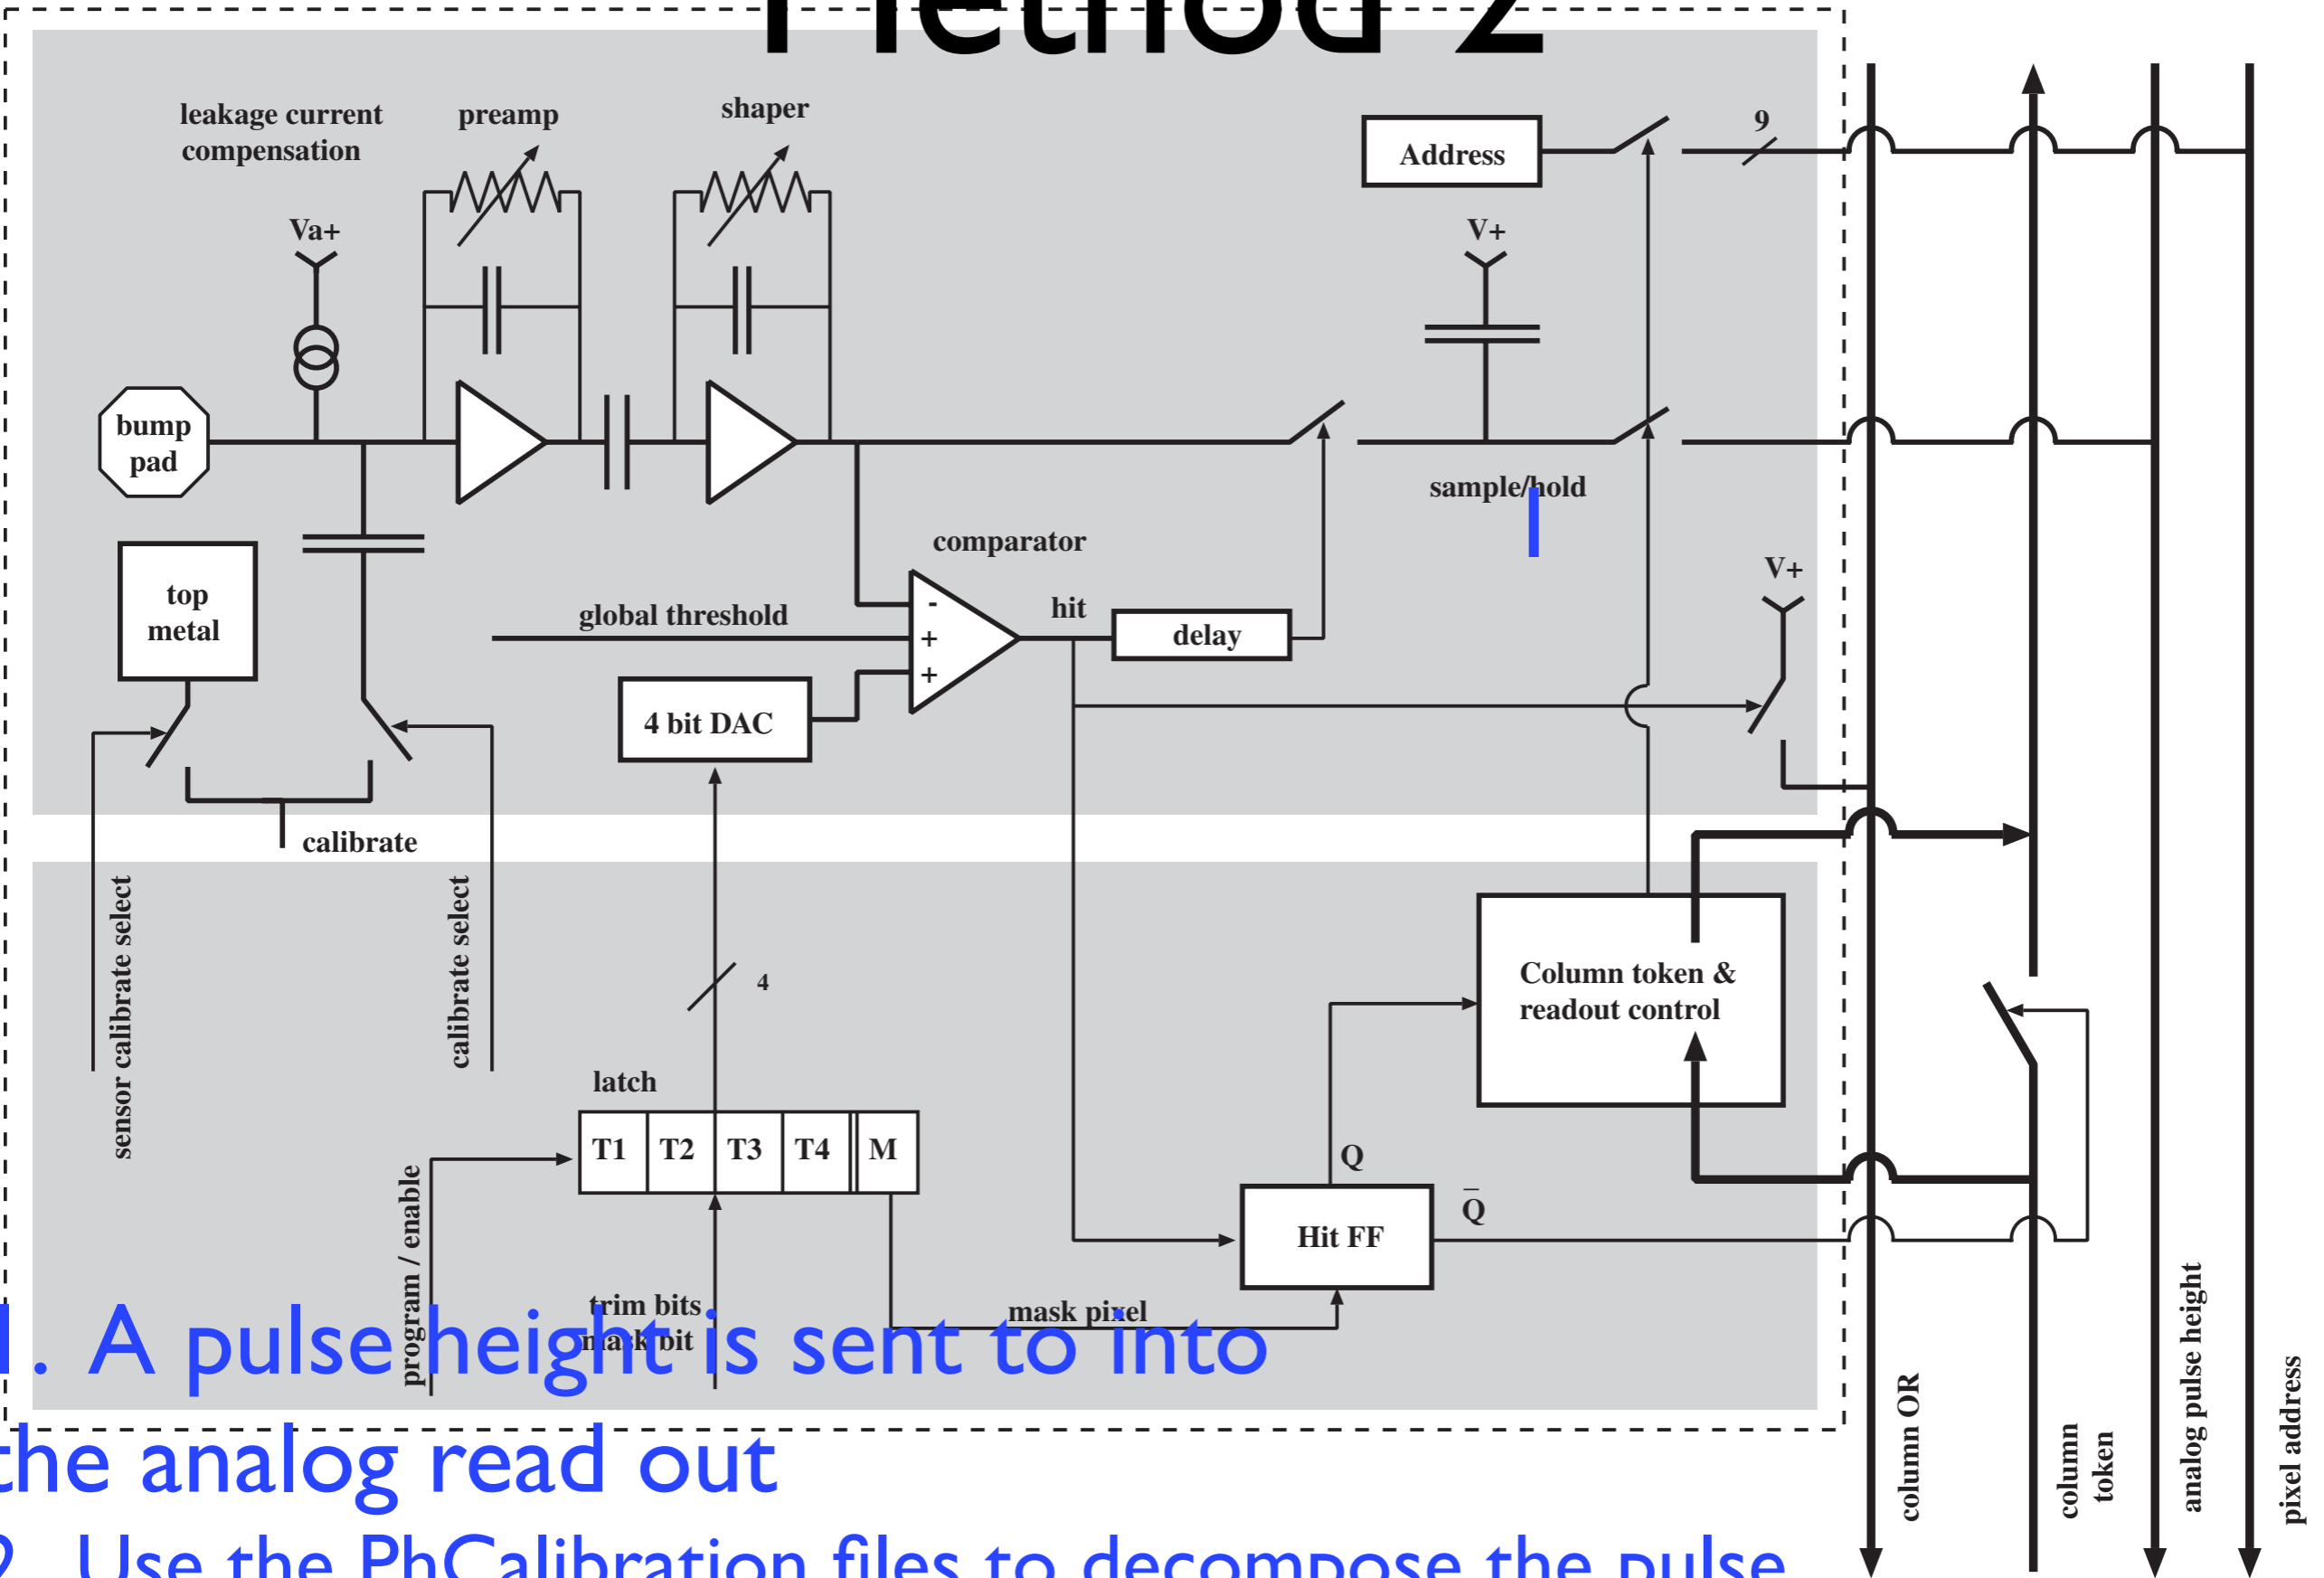 Method 2
leakage current
compensation
preamp
shaper
Address
9
Va+
V+
bump
pad
sample/hold
comparator
top
metal
global threshold
hit
delay
V+
-
+
+
4 bit DAC
calibrate
sensor calibrate select
calibrate select
4
Column token &
readout control
latch
T1 T2 T3 T4 M
Q
Q̅
Hit FF
program / enable
trim bits
mask bit
mask pixel
column OR
column
token
analog pulse height
pixel address
1. A pulse height is sent to into
the analog read out
2. Use the PhCalibration files to decompose the pulse